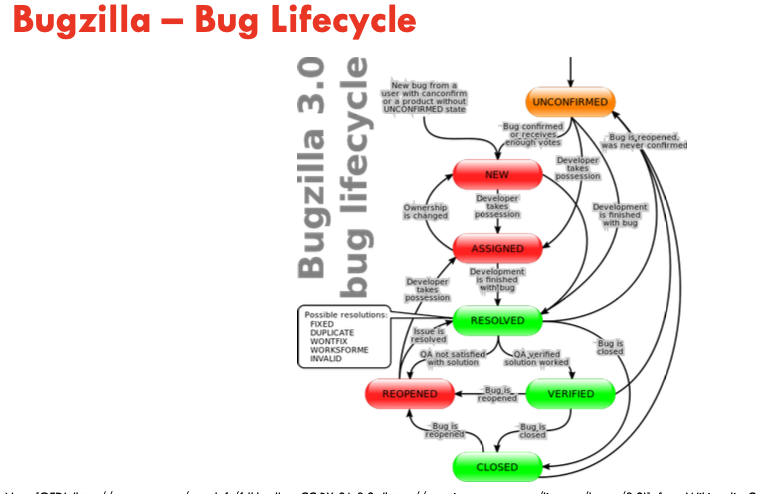 Bugzilla – Bug Lifecycle
Bugzilla 3.0
bug lifecycle
New bug from a
user with canconfirm
or a product without
UNCONFIRMED state
UNCONFIRMED
Bug confirmed
or receives
enough votes
Bug is reopened,
was never confirmed
Developer
takes
possession
NEW
Ownership
is changed
Developer
takes
possession
Development
is finished
with bug
ASSIGNED
Development
is finished
with bug
Developer
takes
possession
Possible resolutions:
FIXED
DUPLICATE
WONTFIX
WORKSFORME
INVALID
RESOLVED
Issue is
resolved
QA not satisfied
with solution
QA verified
solution worked
Bug is
closed
REOPENED
Bug is
reopened
VERIFIED
Bug is
reopened
Bug is
closed
CLOSED